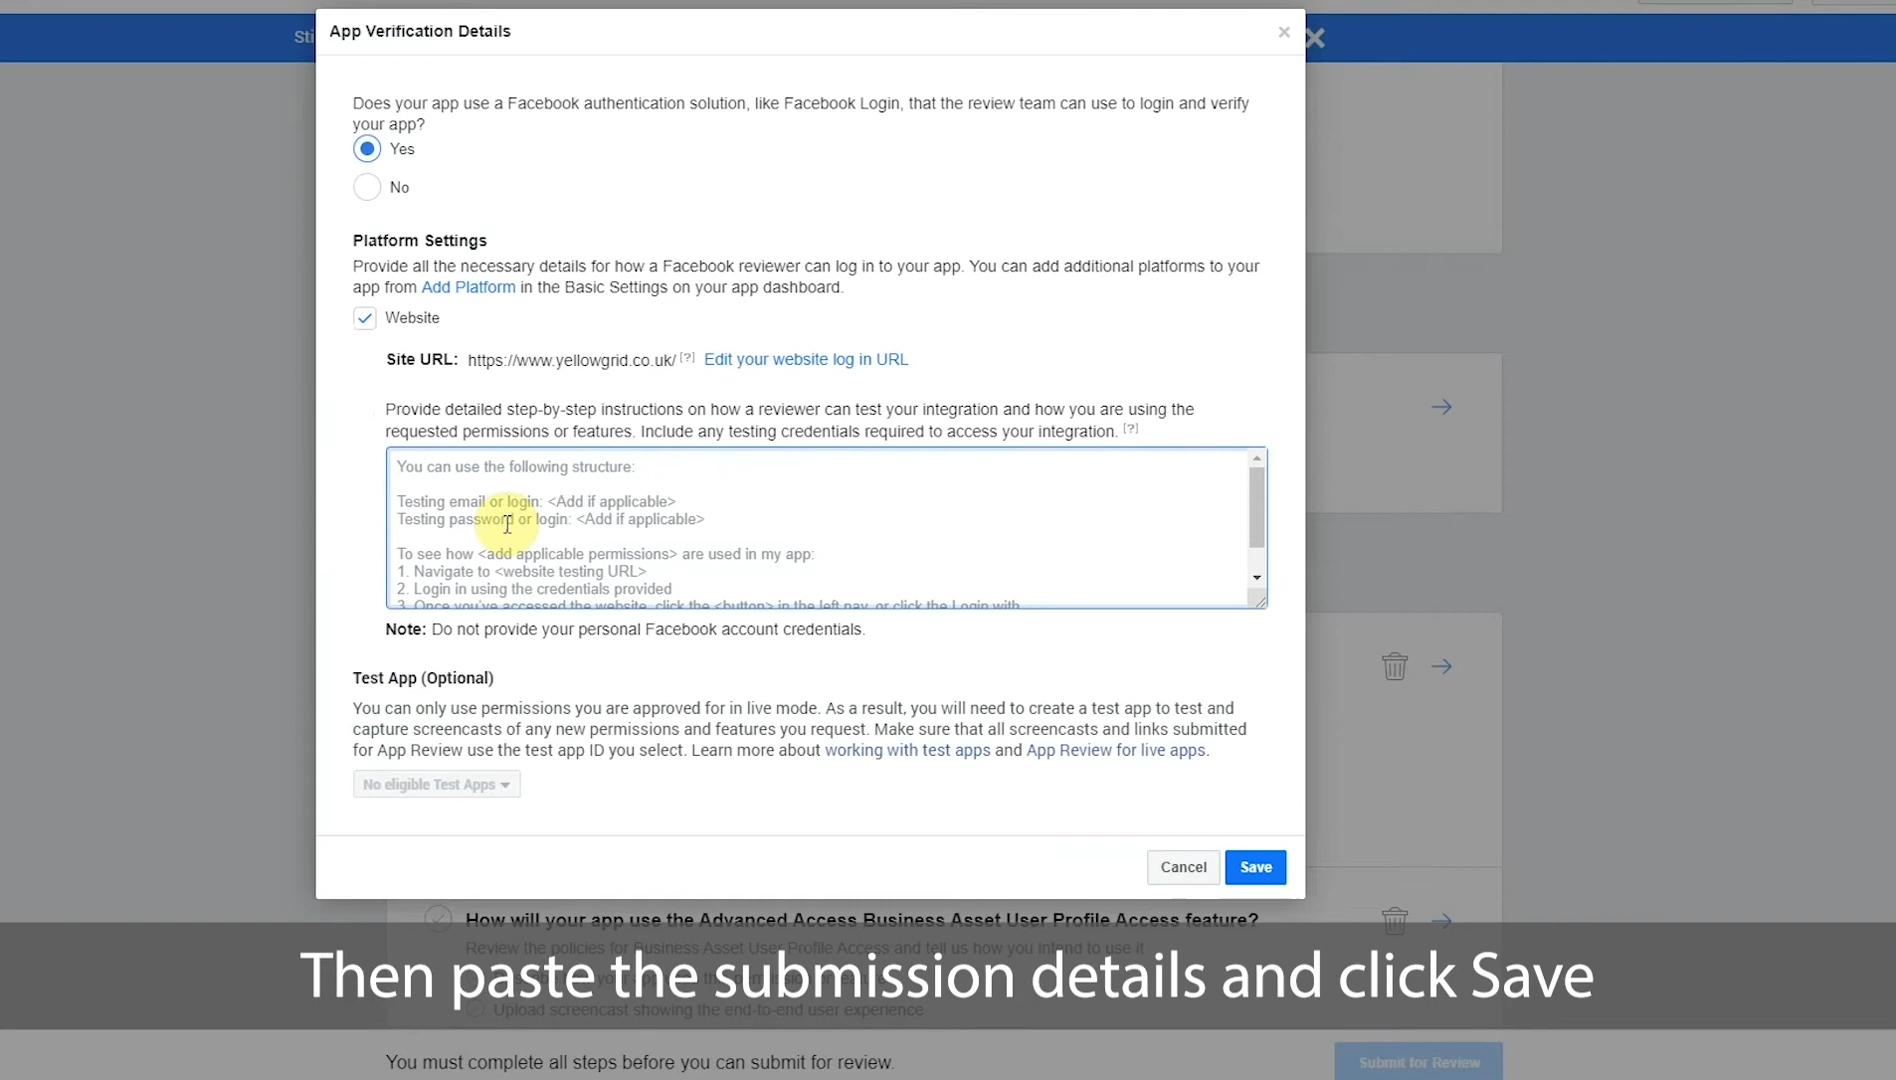 Sti
App Verification Details
Does your app use a Facebook authentication solution, like Facebook Login, that the review team can use to login and verify
your app?
Yes
No
Platform Settings
Provide all the necessary details for how a Facebook reviewer can log in to your app. You can add additional platforms to your
app from Add Platform in the Basic Settings on your app dashboard.
Website
Site URL: https://www.yellowgrid.co.uk/ [?] Edit your website log in URL
Provide detailed step-by-step instructions on how a reviewer can test your integration and how you are using the
requested permissions or features. Include any testing credentials required to access your integration. [?]
You can use the following structure:
Testing email or login: <Add if applicable>
Testing password or login: <Add if applicable>
To see how <add applicable permissions> are used in my app:
1. Navigate to <website testing URL>
2. Login in using the credentials provided
3. Once you've accessed the website, click the <button> in the left nav, or click the Login with
Note: Do not provide your personal Facebook account credentials.
Test App (Optional)
You can only use permissions you are approved for in live mode. As a result, you will need to create a test app to test and
capture screencasts of any new permissions and features you request. Make sure that all screencasts and links submitted
for App Review use the test app ID you select. Learn more about working with test apps and App Review for live apps.
No eligible Test Apps
Cancel Save
How will your app use the Advanced Access Business Asset User Profile Access feature?
Review the policies for Business Asset User Profile Access and tell us how you intend to use it
Then paste the submission details and click Save
Upload screencast showing the end-to-end user experience
You must complete all steps before you can submit for review.
Submit for Review